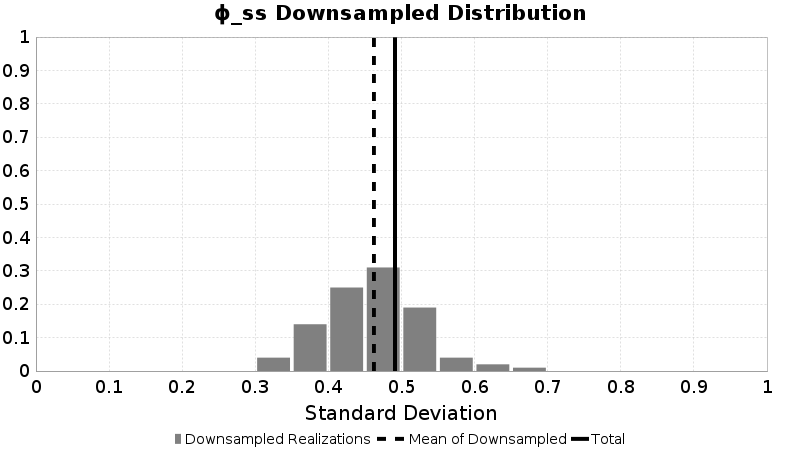 ϕ_ss Downsampled Distribution
1
0.9
0.8
0.7
0.6
0.5
0.4
0.3
0.2
0.1
0
0 0.1 0.2 0.3 0.4 0.5 0.6 0.7 0.8 0.9 1
Standard Deviation
Downsampled Realizations Mean of Downsampled Total